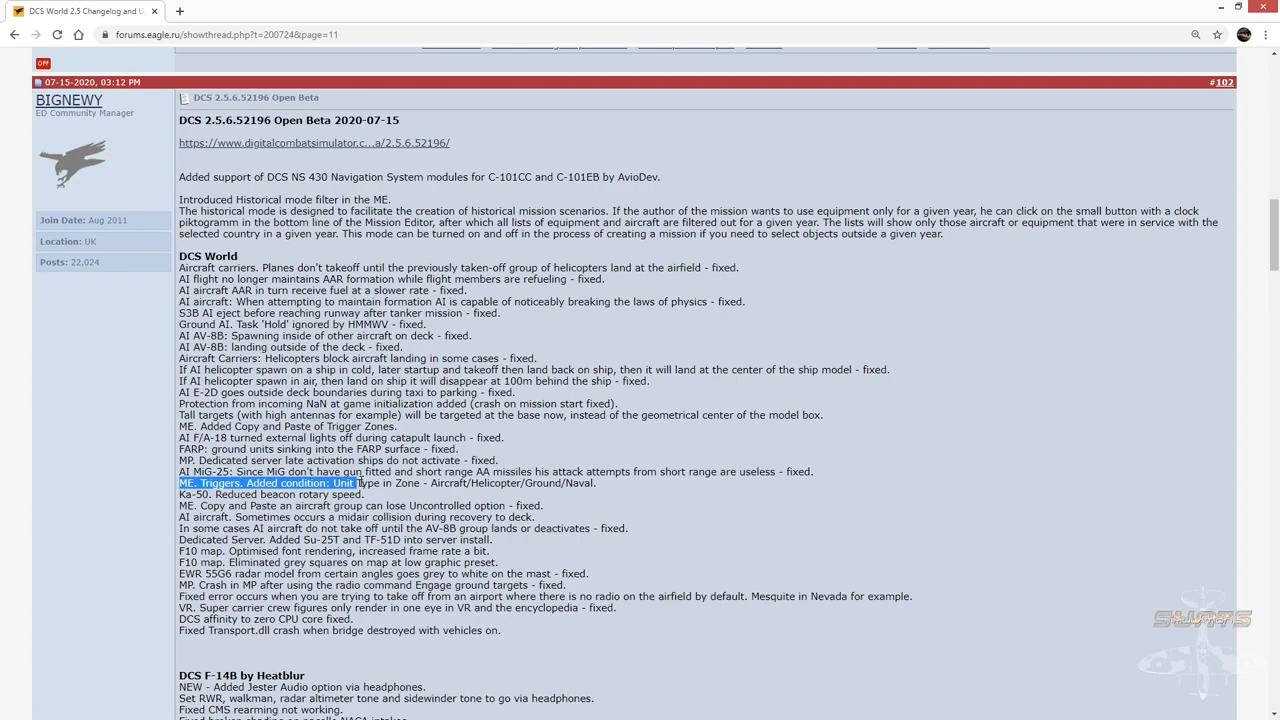 DCS World 2.5 Changelog and U
forums.eagle.ru/showthread.php?t=200724&page=11
OFF
07-15-2020, 03:12 PM
#102
BIGNEWY
ED Community Manager
Join Date: Aug 2011
Location: UK
Posts: 22,024
DCS 2.5.6.52196 Open Beta
DCS 2.5.6.52196 Open Beta 2020-07-15
https://www.digitalcombatsimulator.c...a/2.5.6.52196/
Added support of DCS NS 430 Navigation System modules for C-101CC and C-101EB by AvioDev.
Introduced Historical mode filter in the ME.
The historical mode is designed to facilitate the creation of historical mission scenarios. If the author of the mission wants to use equipment only for a given year, he can click on the small button with a clock
piktogramm in the bottom line of the Mission Editor, after which all lists of equipment and aircraft are filtered out for a given year. The lists will show only those aircraft or equipment that were in service with the
selected country in a given year. This mode can be turned on and off in the process of creating a mission if you need to select objects outside a given year.
DCS World
Aircraft carriers. Planes don't takeoff until the previously taken-off group of helicopters land at the airfield - fixed.
AI flight no longer maintains AAR formation while flight members are refueling - fixed.
AI aircraft AAR in turn receive fuel at a slower rate - fixed.
AI aircraft: When attempting to maintain formation AI is capable of noticeably breaking the laws of physics - fixed.
S3B AI eject before reaching runway after tanker mission - fixed.
Ground AI. Task 'Hold' ignored by HMMWV - fixed.
AI AV-8B: Spawning inside of other aircraft on deck - fixed.
AI AV-8B: landing outside of the deck - fixed.
Aircraft Carriers: Helicopters block aircraft landing in some cases - fixed.
If AI helicopter spawn on a ship in cold, later startup and takeoff then land back on ship, then it will land at the center of the ship model - fixed.
If AI helicopter spawn in air, then land on ship it will disappear at 100m behind the ship - fixed.
AI E-2D goes outside deck boundaries during taxi to parking - fixed.
Protection from incoming NaN at game initialization added (crash on mission start fixed).
Tall targets (with high antennas for example) will be targeted at the base now, instead of the geometrical center of the model box.
ME. Added Copy and Paste of Trigger Zones.
AI F/A-18 turned external lights off during catapult launch - fixed.
FARP: ground units sinking into the FARP surface - fixed.
MP. Dedicated server late activation ships do not activate - fixed.
AI MiG-25: Since MiG don't have gun fitted and short range AA missiles his attack attempts from short range are useless - fixed.
ME. Triggers. Added condition: Unit Type in Zone - Aircraft/Helicopter/Ground/Naval.
Ka-50. Reduced beacon rotary speed.
ME. Copy and Paste an aircraft group can lose Uncontrolled option - fixed.
AI aircraft. Sometimes occurs a midair collision during recovery to deck.
In some cases AI aircraft do not take off until the AV-8B group lands or deactivates - fixed.
Dedicated Server. Added Su-25T and TF-51D into server install.
F10 map. Optimised font rendering, increased frame rate a bit.
F10 map. Eliminated grey squares on map at low graphic preset.
EWR 55G6 radar model from certain angles goes grey to white on the mast - fixed.
MP. Crash in MP after using the radio command Engage ground targets - fixed.
Fixed error occurs when you are trying to take off from an airport where there is no radio on the airfield by default. Mesquite in Nevada for example.
VR. Super carrier crew figures only render in one eye in VR and the encyclopedia - fixed.
DCS affinity to zero CPU core fixed.
Fixed Transport.dll crash when bridge destroyed with vehicles on.
DCS F-14B by Heatblur
NEW - Added Jester Audio option via headphones.
Set RWR, walkman, radar altimeter tone and sidewinder tone to go via headphones.
Fixed CMS rearming not working.